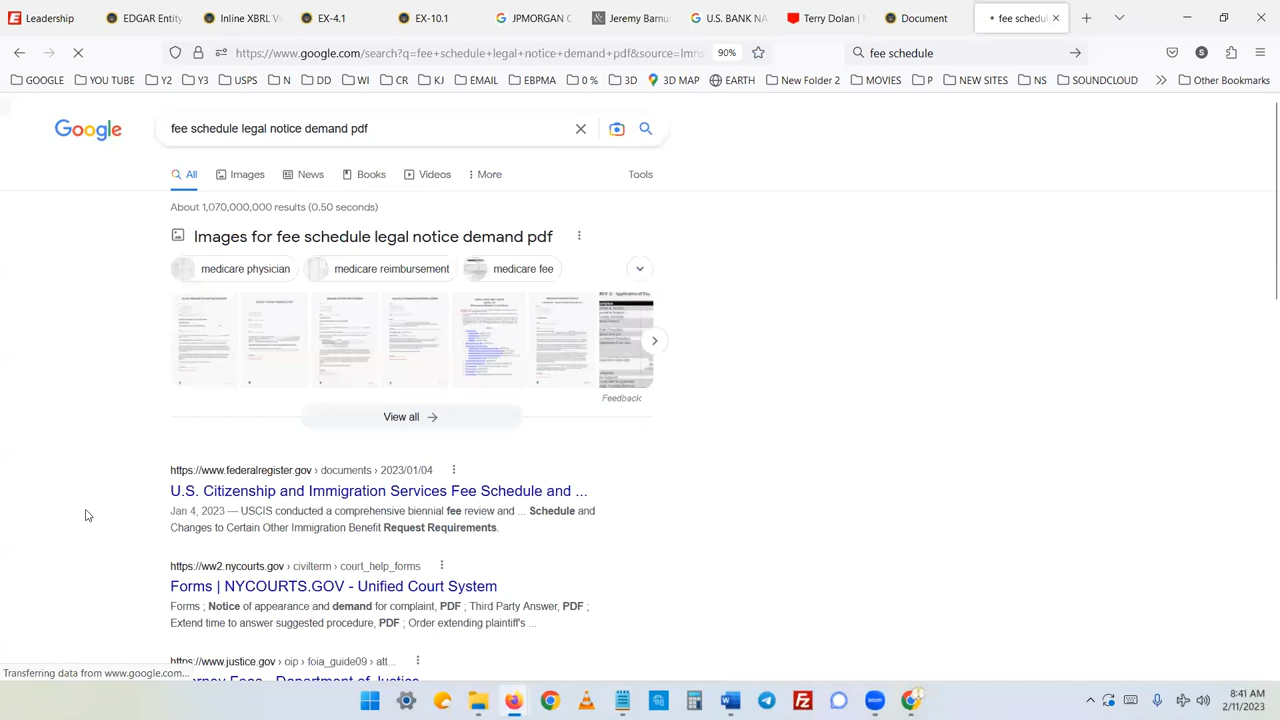 Leadership
EDGAR Entity
Inline XBRL V
EX-4.1
EX-10.
JPMORGAN C
Jeremy Barnu
U.S. BANK NA
Terry Dolan |
Document
fee schedu
https://www.google.com/search?q=fee+schedule+legal+notice+demand+pdf&source=lmns
90%
fee schedule
GOOGLE
YOU TUBE
Y2
Y3
USPS
N
DD
WI
CR
KJ
EMAIL
EBPMA
0 %
3D
3D MAP
EARTH
New Folder 2
MOVIES
P
NEW SITES
NS
SOUNDCLOUD
Other Bookmarks
Google
fee schedule legal notice demand pdf
All
Images
News
Books
Videos
More
Tools
About 1,070,000,000 results (0.50 seconds)
Images for fee schedule legal notice demand pdf
medicare physician
medicare reimbursement
medicare fee
Feedback
View all
https://www.federalregister.gov › documents › 2023/01/04
U.S. Citizenship and Immigration Services Fee Schedule and ...
Jan 4, 2023 — USCIS conducted a comprehensive biennial fee review and ... Schedule and
Changes to Certain Other Immigration Benefit Request Requirements.
https://ww2.nycourts.gov › civilterm › court_help_forms
Forms | NYCOURTS.GOV - Unified Court System
Forms ; Notice of appearance and demand for complaint, PDF ; Third Party Answer, PDF ;
Extend time to answer suggested procedure, PDF ; Order extending plaintiff's ...
https://www.justice.gov › oip › foia_guide09 › att...
Transferring data from www.google.com...
8:41 AM
2/11/2023